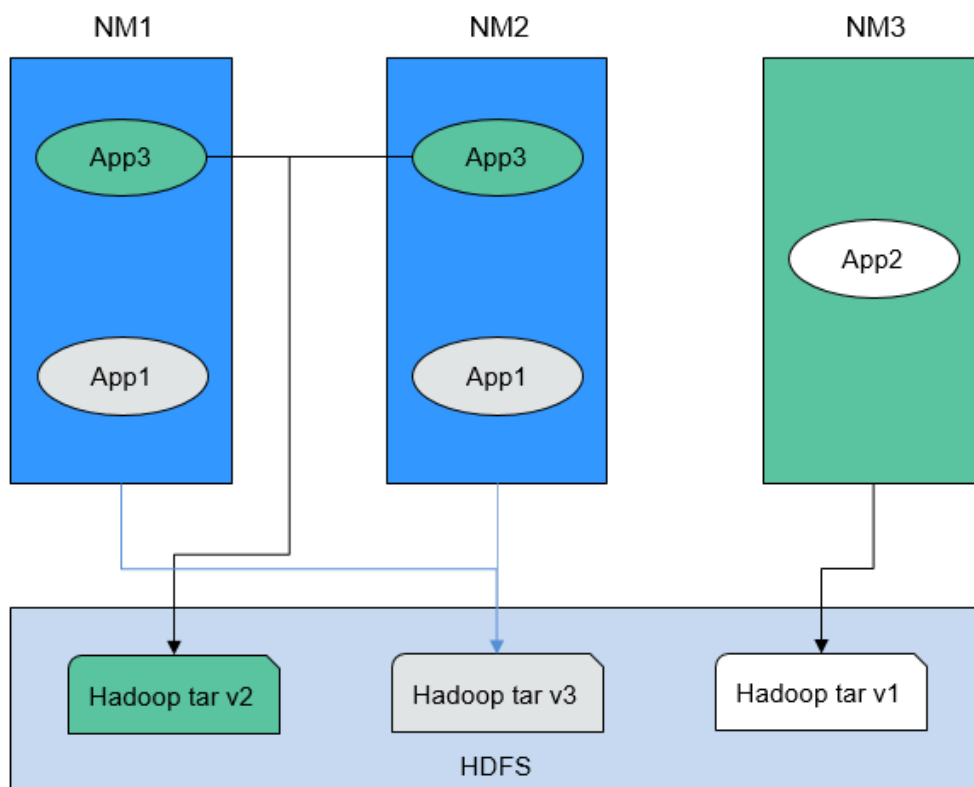 NM1
NM2
NM3
App3
App3
App2
App1
App1
Hadoop tar v2
Hadoop tar v3
Hadoop tar v1
HDFS